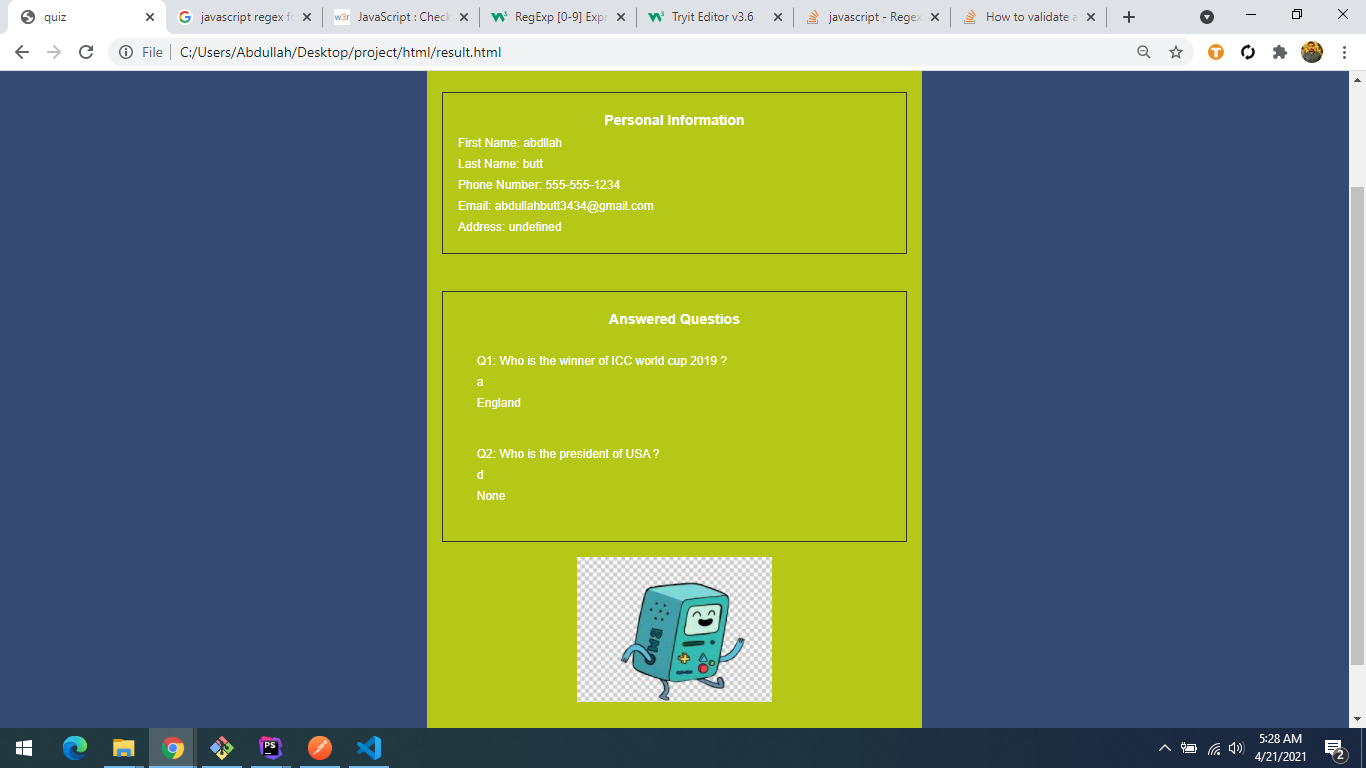 quiz
javascript regex fo
w3r
JavaScript : Check
RegExp [0-9] Expr
Tryit Editor v3.6
javascript - Regex
How to validate a
File
C:/Users/Abdullah/Desktop/project/html/result.html
Personal Information
First Name: abdllah
Last Name: butt
Phone Number: 555-555-1234
Email: abdullahbutt3434@gmail.com
Address: undefined
Answered Questios
Q1: Who is the winner of ICC world cup 2019 ?
a
England
Q2: Who is the president of USA ?
d
None
BMO
PS
5:28 AM
4/21/2021
2